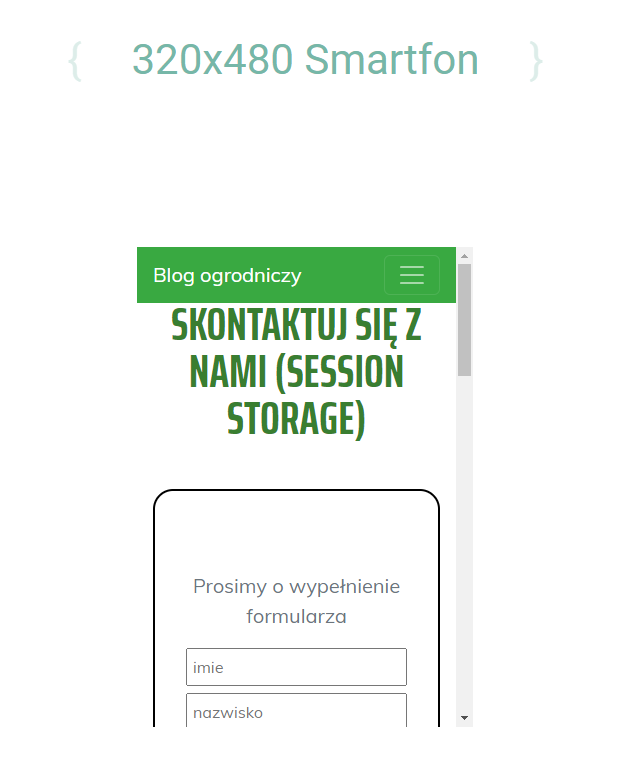 { 320x480 Smartfon }
Blog ogrodniczy
SKONTAKTUJ SIĘ Z
NAMI (SESSION
STORAGE)
Prosimy o wypełnienie
formularza
imie
nazwisko